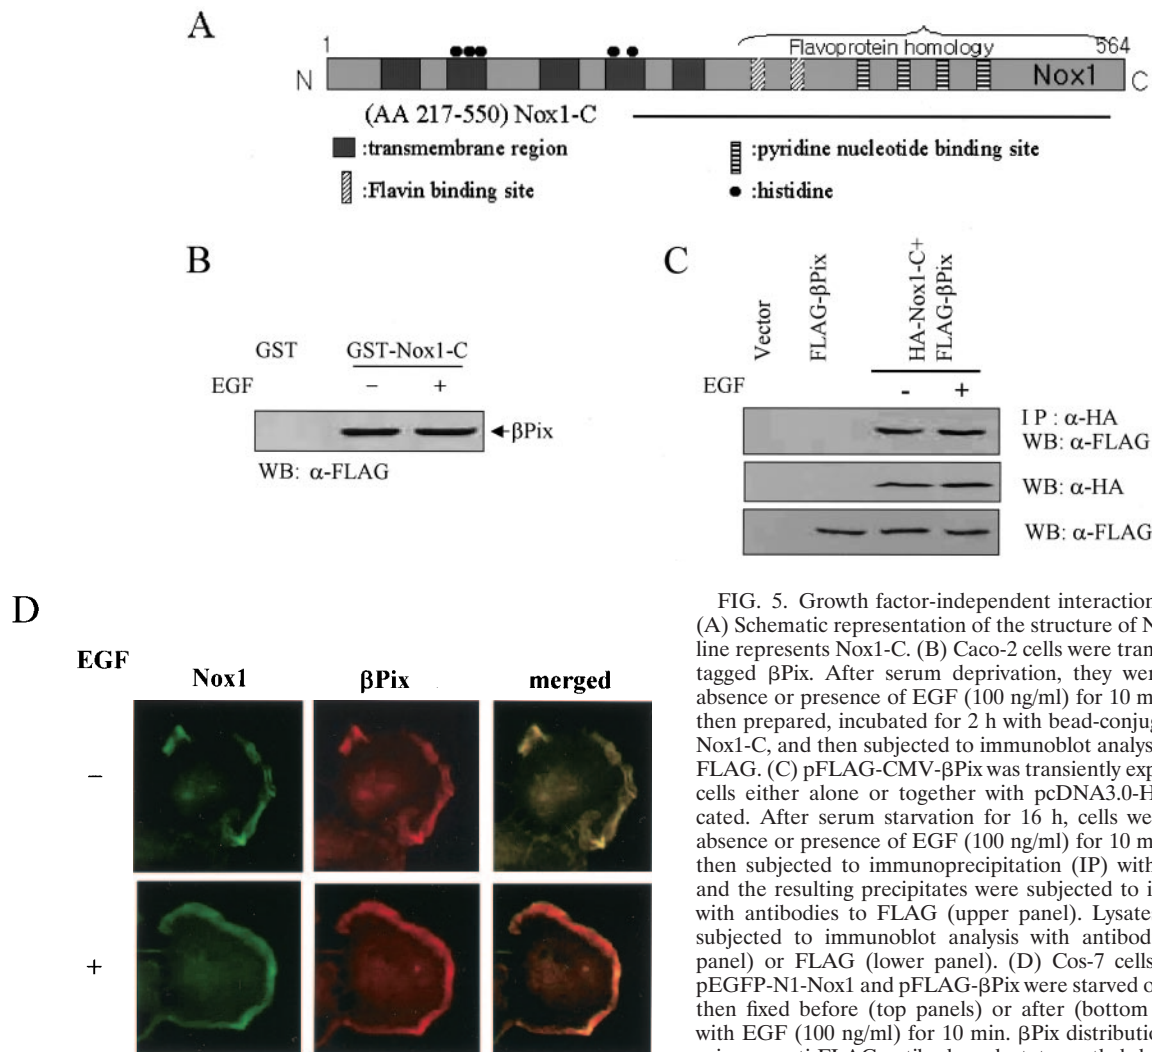 A
1
Flavoprotein homology
564
N
Nox1
C
(AA 217-550) Nox1-C
:transmembrane region
:pyridine nucleotide binding site
:Flavin binding site
:histidine
B
GST
GST-Nox1-C
EGF
−
+
βPix
WB: α-FLAG
C
Vector
FLAG-βPix
HA-Nox1-C+
FLAG-βPix
EGF
-
+
I P : α-HA
WB: α-FLAG
WB: α-HA
WB: α-FLAG
D
EGF
Nox1
βPix
merged
−
+
FIG. 5. Growth factor-independent interaction
(A) Schematic representation of the structure of N
line represents Nox1-C. (B) Caco-2 cells were tran
tagged βPix. After serum deprivation, they wer
absence or presence of EGF (100 ng/ml) for 10 m
then prepared, incubated for 2 h with bead-conjug
Nox1-C, and then subjected to immunoblot analys
FLAG. (C) pFLAG-CMV-βPix was transiently exp
cells either alone or together with pcDNA3.0-H
cated. After serum starvation for 16 h, cells we
absence or presence of EGF (100 ng/ml) for 10 m
then subjected to immunoprecipitation (IP) with
and the resulting precipitates were subjected to i
with antibodies to FLAG (upper panel). Lysate
subjected to immunoblot analysis with antibod
panel) or FLAG (lower panel). (D) Cos-7 cells
pEGFP-N1-Nox1 and pFLAG-βPix were starved o
then fixed before (top panels) or after (bottom
with EGF (100 ng/ml) for 10 min. βPix distributio